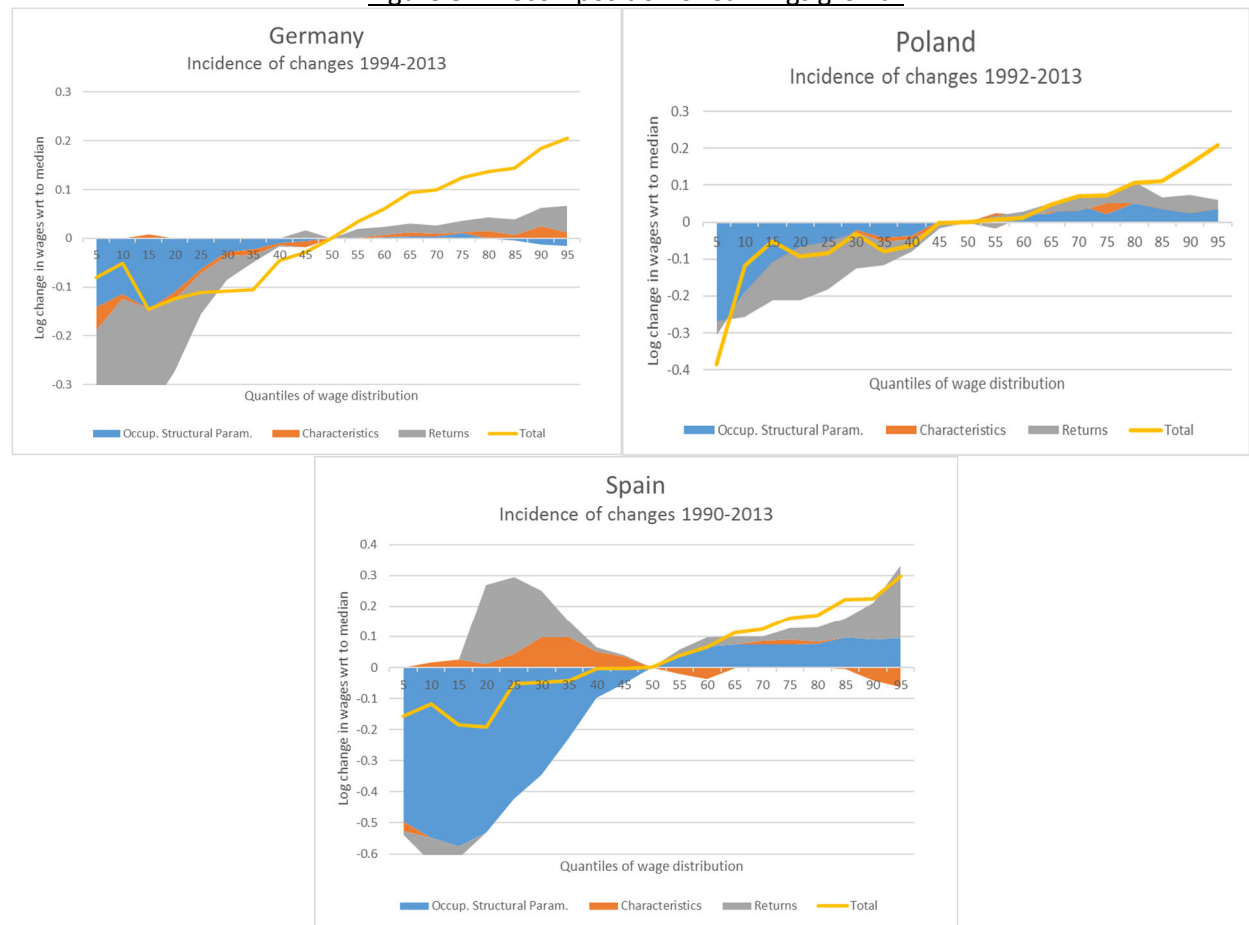 Germany
Incidence of changes 1994-2013
Log change in wages wrt to median
0.3
0.2
0.1
0
-0.1
-0.2
-0.3
5 10 15 20 25 30 35 40 45 50 55 60 65 70 75 80 85 90 95
Quantiles of wage distribution
Occup. Structural Param. Characteristics Returns Total
Poland
Incidence of changes 1992-2013
Log change in wages wrt to median
0.3
0.2
0.1
0
-0.1
-0.2
-0.3
-0.4
5 10 15 20 25 30 35 40 45 50 55 60 65 70 75 80 85 90 95
Quantiles of wage distribution
Occup. Structural Param. Characteristics Returns Total
Spain
Incidence of changes 1990-2013
Log change in wages wrt to median
0.4
0.3
0.2
0.1
0
-0.1
-0.2
-0.3
-0.4
-0.5
-0.6
5 10 15 20 25 30 35 40 45 50 55 60 65 70 75 80 85 90 95
Quantiles of wage distribution
Occup. Structural Param. Characteristics Returns Total